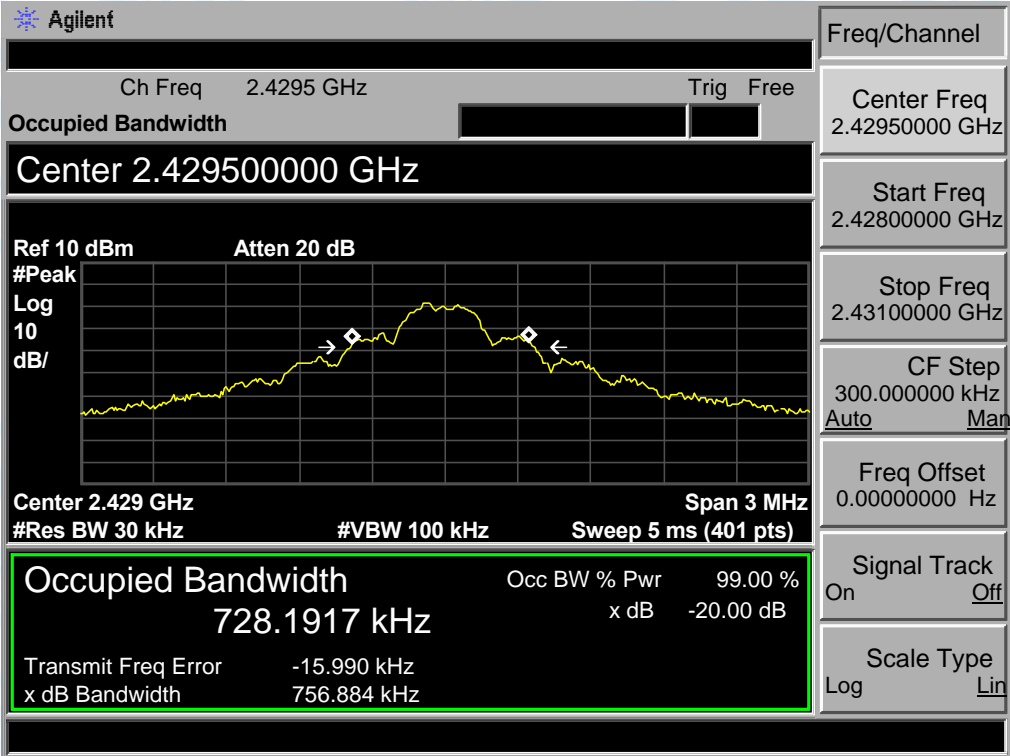 Agilent
Freq/Channel
Ch Freq 2.4295 GHz Trig Free
Occupied Bandwidth
Center 2.429500000 GHz
Ref 10 dBm Atten 20 dB
#Peak
Log
10
dB/
Center 2.429 GHz Span 3 MHz
#Res BW 30 kHz #VBW 100 kHz Sweep 5 ms (401 pts)
Occupied Bandwidth
728.1917 kHz
Occ BW % Pwr 99.00 %
x dB -20.00 dB
Transmit Freq Error -15.990 kHz
x dB Bandwidth 756.884 kHz
Center Freq
2.42950000 GHz
Start Freq
2.42800000 GHz
Stop Freq
2.43100000 GHz
CF Step
300.000000 kHz
Auto Man
Freq Offset
0.00000000 Hz
Signal Track
On Off
Scale Type
Log Lin